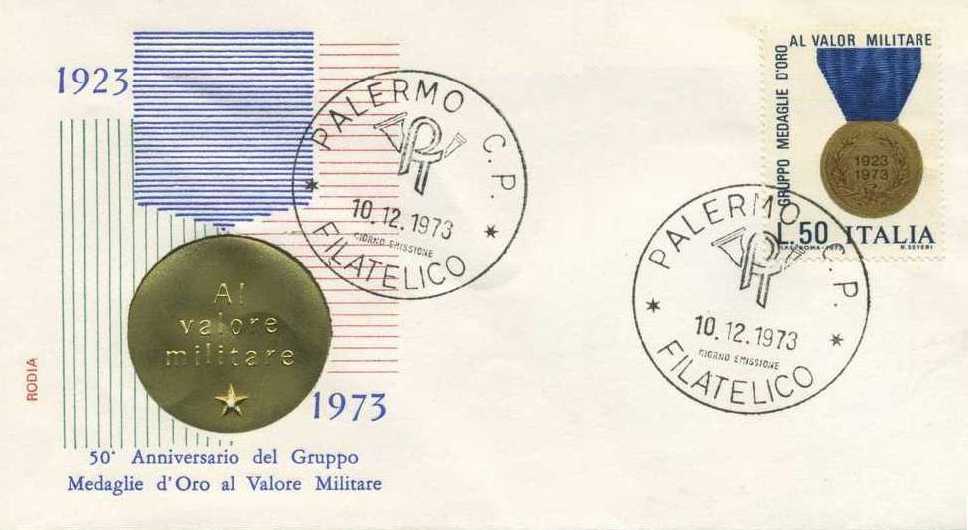 1923
Al
valore
militare
1973
RODIA
50° Anniversario del Gruppo
Medaglie d'Oro al Valore Militare
PALERMO C.P.
10.12.1973
GIORNO EMISSIONE
FILATELICO
AL VALOR MILITARE
GRUPPO MEDAGLIE D'ORO
1923
1973
L.50 ITALIA
R. SEVERI
PALERMO C.P.
10.12.1973
GIORNO EMISSIONE
FILATELICO